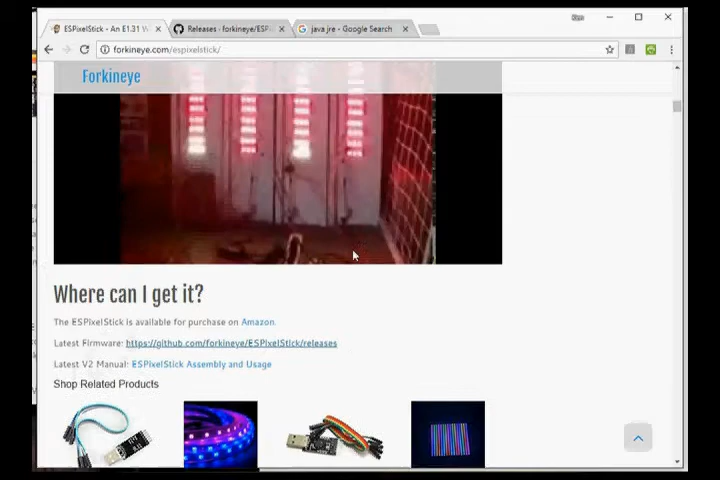 Ken
ESPixelStick - An E1.31 W
Releases · forkineye/ESP
java jre - Google Search
forkineye.com/espixelstick/
Forkineye
Where can I get it?
The ESPixelStick is available for purchase on Amazon.
Latest Firmware: https://github.com/forkineye/ESPixelStick/releases
Latest V2 Manual: ESPixelStick Assembly and Usage
Shop Related Products